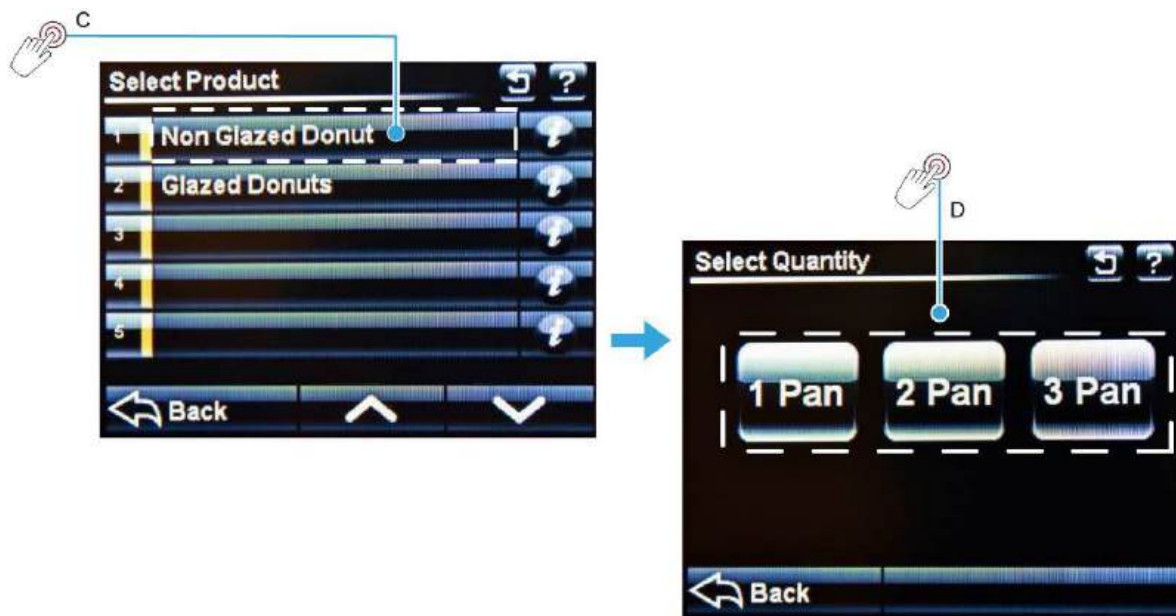 C
Select Product
?
1 Non Glazed Donut i
2 Glazed Donuts i
3 i
4 i
5 i
Back
D
Select Quantity
?
1 Pan 2 Pan 3 Pan
Back